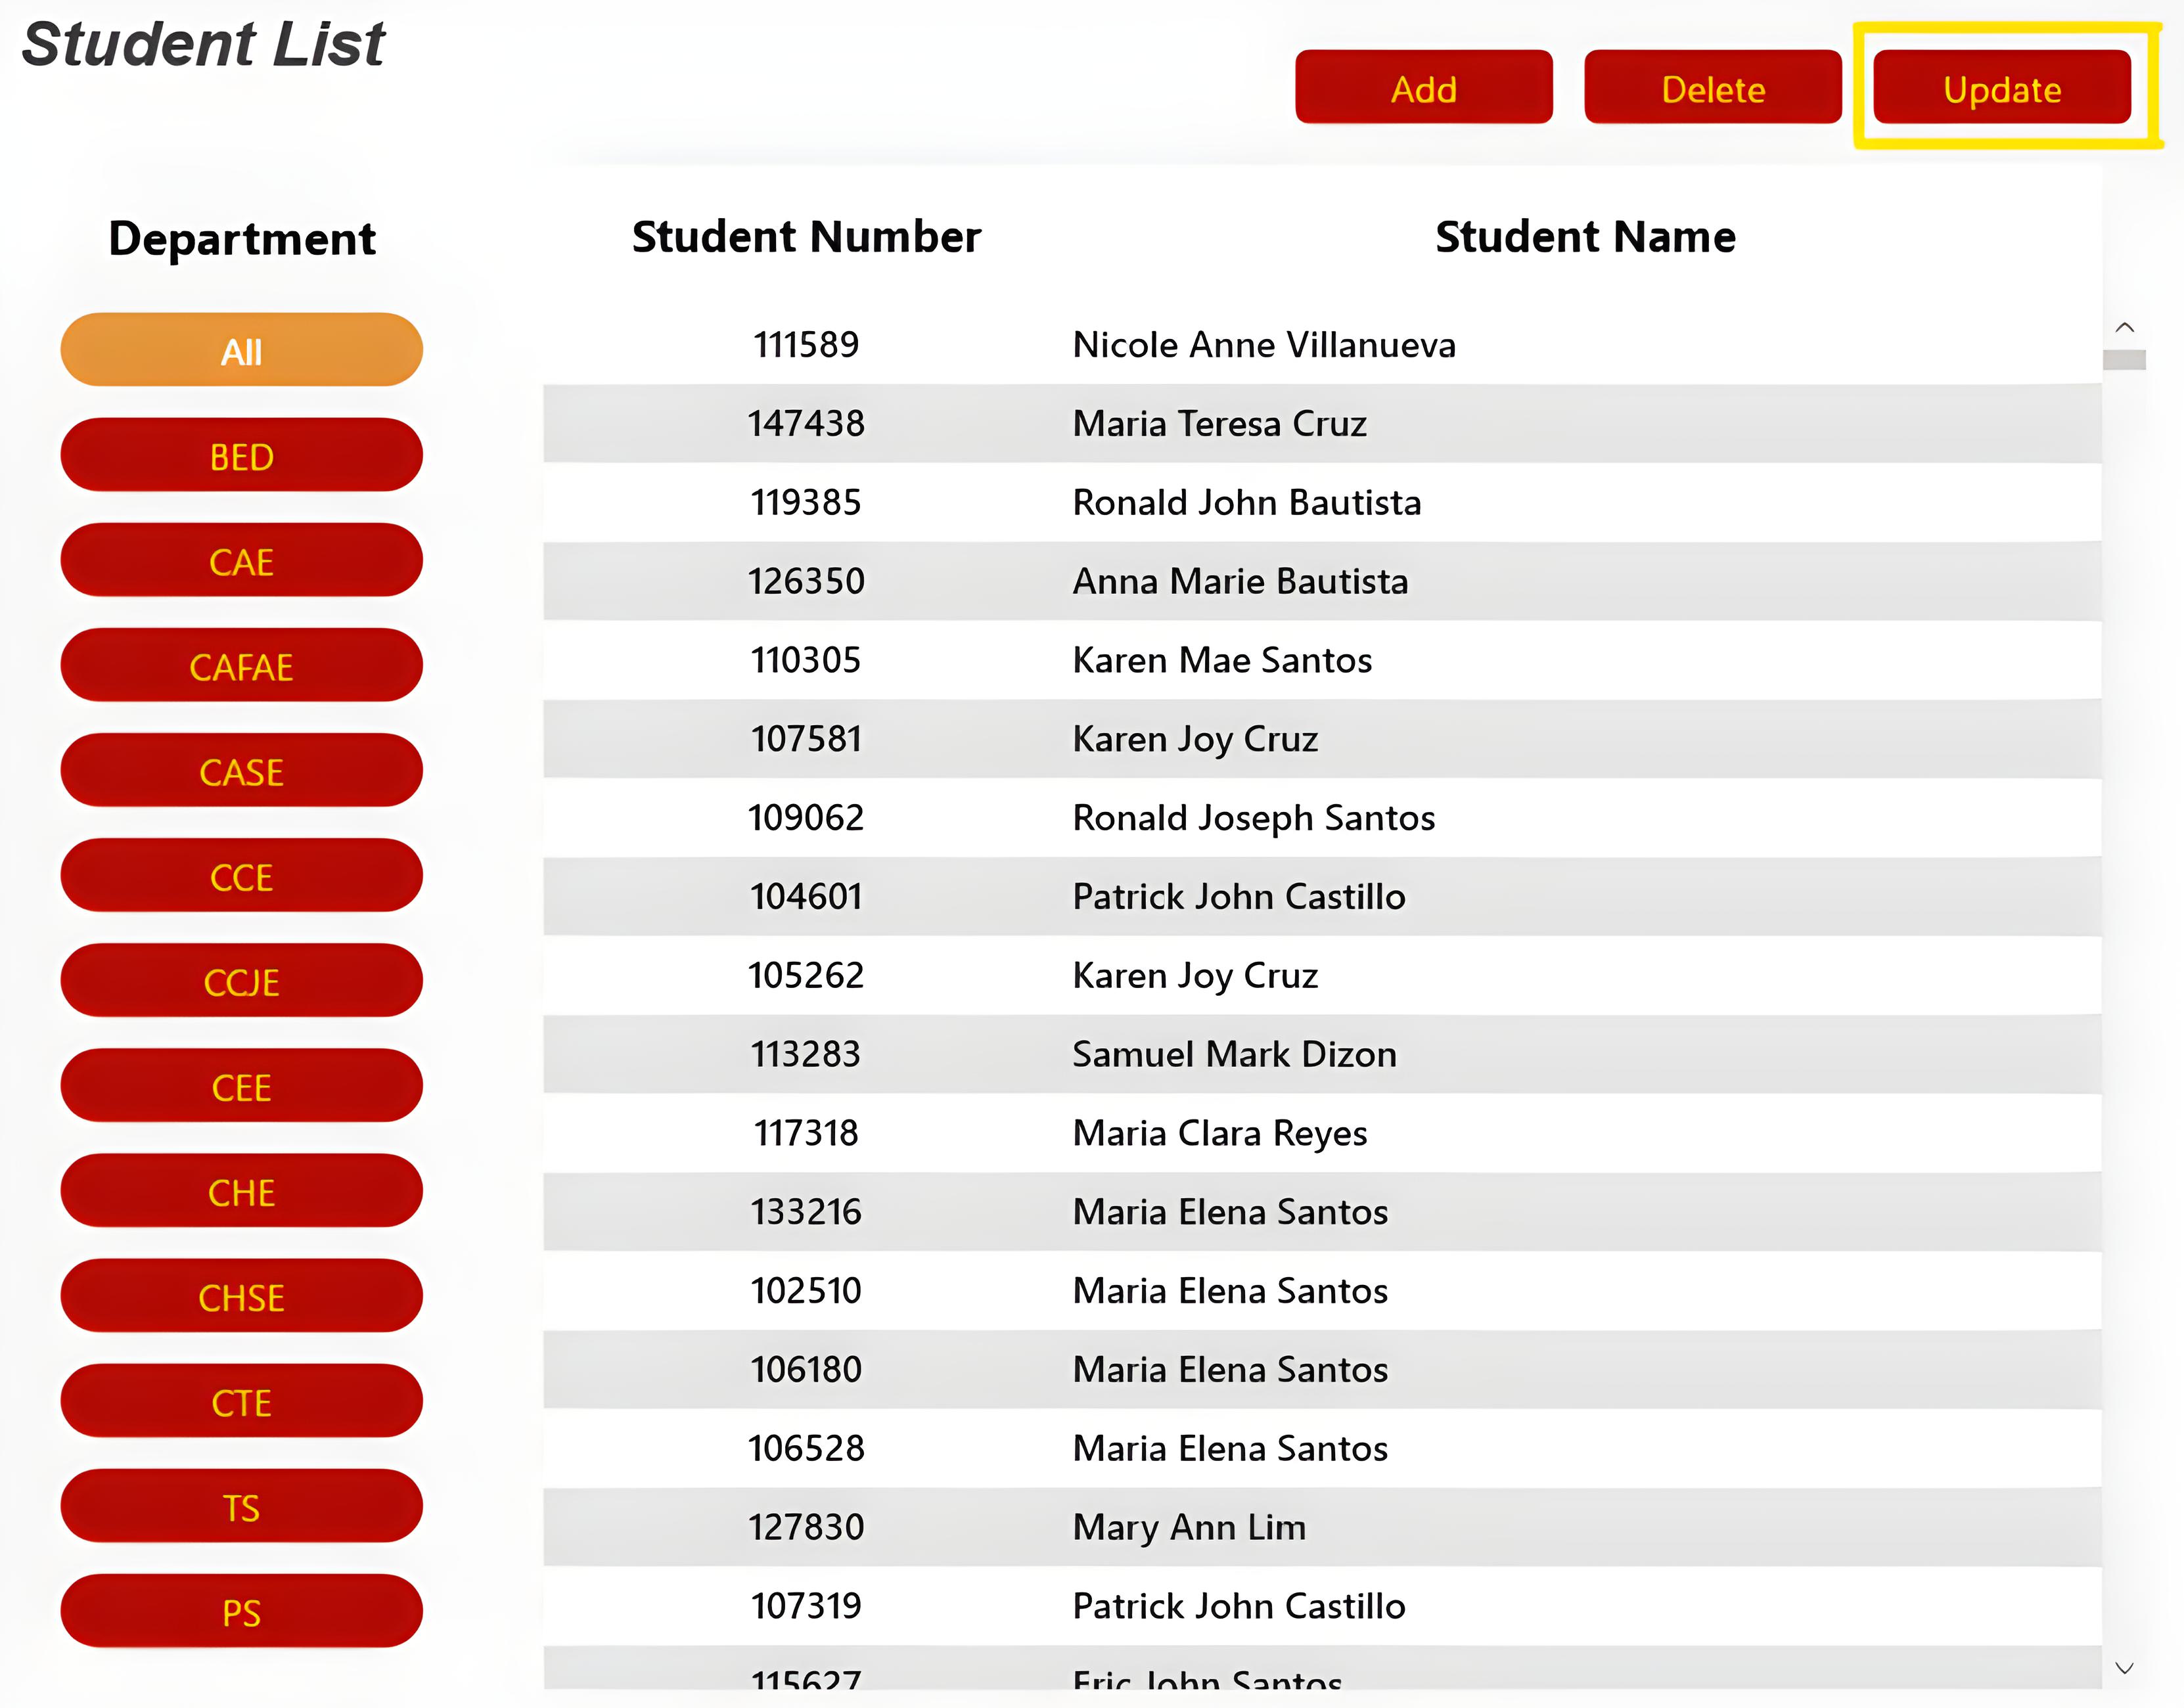 Student List
Add Delete Update
Department
All
BED
CAE
CAFAE
CASE
CCE
CCJE
CEE
CHE
CHSE
CTE
TS
PS
Student Number Student Name
111589 Nicole Anne Villanueva
147438 Maria Teresa Cruz
119385 Ronald John Bautista
126350 Anna Marie Bautista
110305 Karen Mae Santos
107581 Karen Joy Cruz
109062 Ronald Joseph Santos
104601 Patrick John Castillo
105262 Karen Joy Cruz
113283 Samuel Mark Dizon
117318 Maria Clara Reyes
133216 Maria Elena Santos
102510 Maria Elena Santos
106180 Maria Elena Santos
106528 Maria Elena Santos
127830 Mary Ann Lim
107319 Patrick John Castillo
115627 Eric John Santos